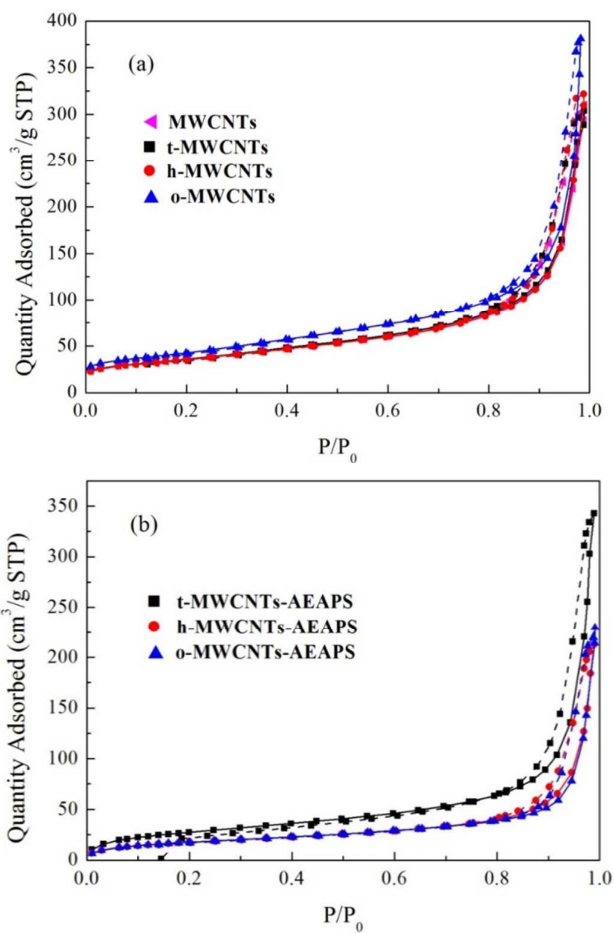 400
350
300
250
200
150
100
50
0
Quantity Adsorbed (cm³/g STP)
(a)
MWCNTs
t-MWCNTs
h-MWCNTs
o-MWCNTs
0.0 0.2 0.4 0.6 0.8 1.0
P/P₀
350
300
250
200
150
100
50
0
Quantity Adsorbed (cm³/g STP)
(b)
t-MWCNTs-AEAPS
h-MWCNTs-AEAPS
o-MWCNTs-AEAPS
0.0 0.2 0.4 0.6 0.8 1.0
P/P₀